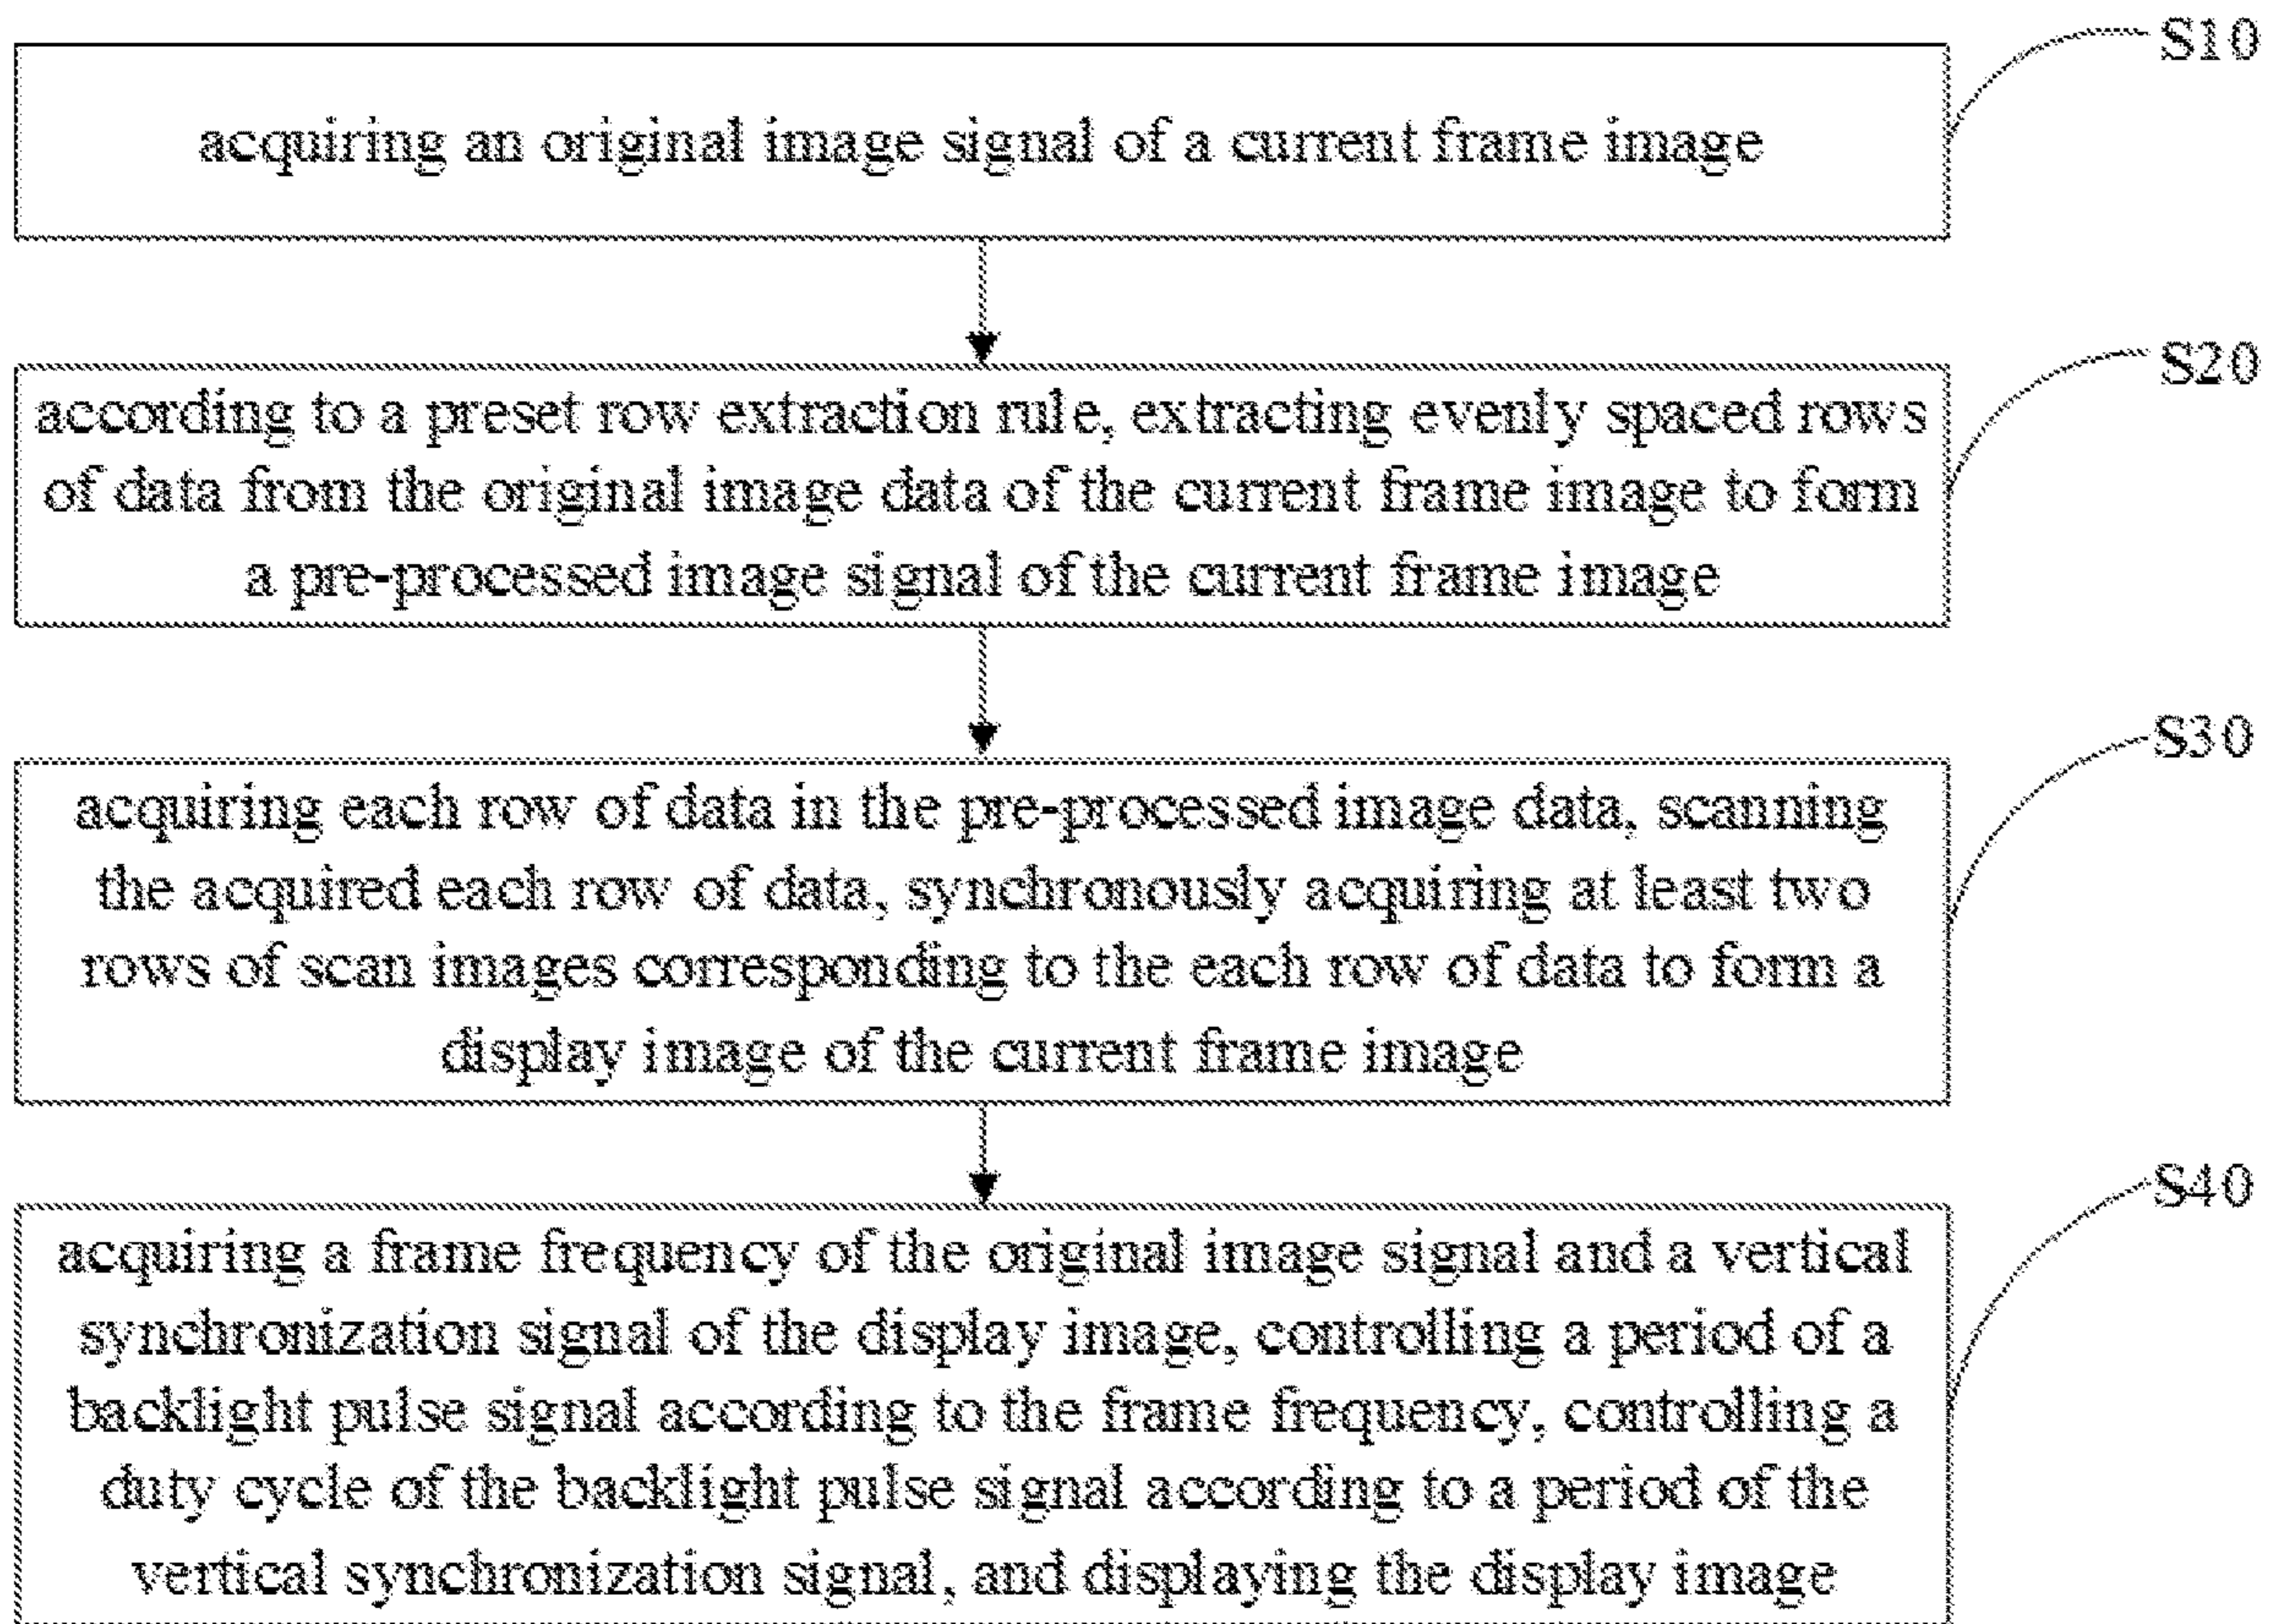 S10
acquiring an original image signal of a current frame image
S20
according to a preset row extraction rule, extracting evenly spaced rows
of data from the original image data of the current frame image to form
a pre-processed image signal of the current frame image
S30
acquiring each row of data in the pre-processed image data, scanning
the acquired each row of data, synchronously acquiring at least two
rows of scan images corresponding to the each row of data to form a
display image of the current frame image
S40
acquiring a frame frequency of the original image signal and a vertical
synchronization signal of the display image, controlling a period of a
backlight pulse signal according to the frame frequency, controlling a
duty cycle of the backlight pulse signal according to a period of the
vertical synchronization signal, and displaying the display image